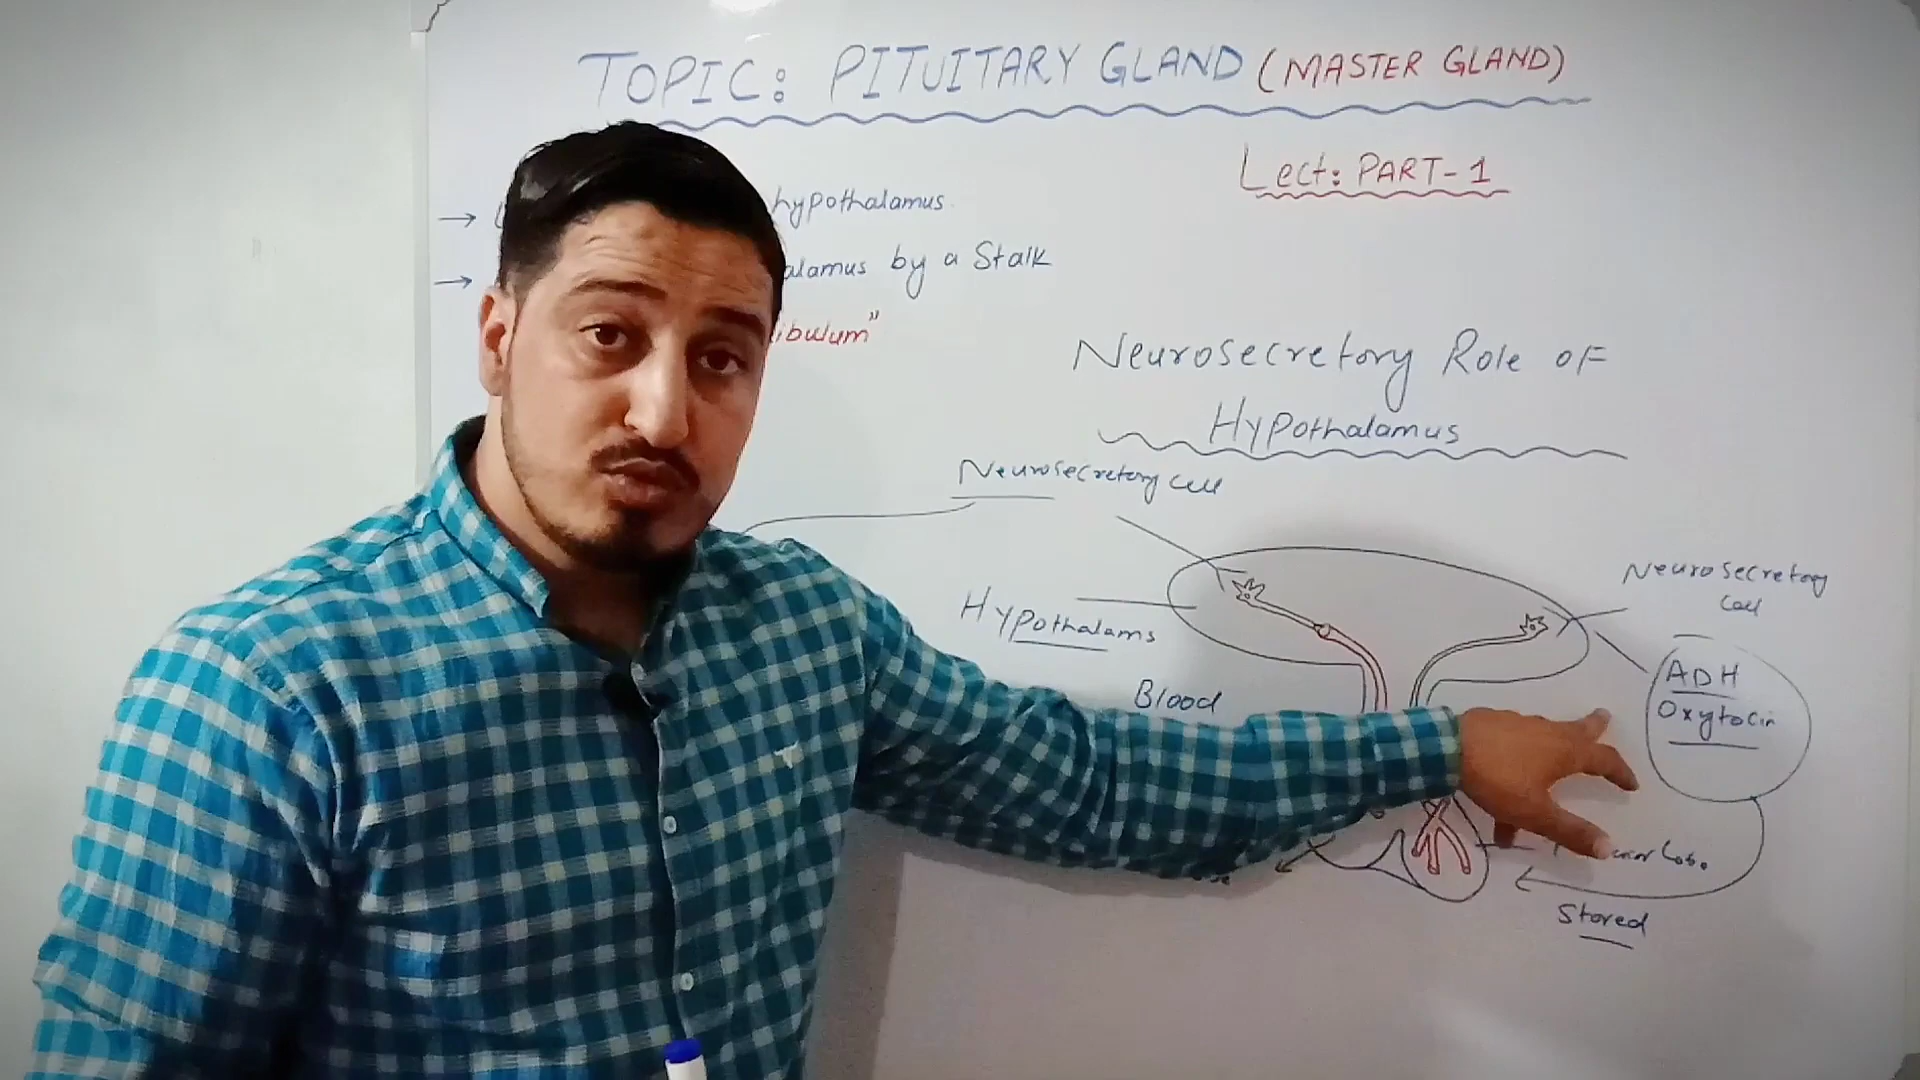 TOPIC: PITUITARY GLAND (MASTER GLAND)
Lect: PART-1
hypothalamus
alamus by a Stalk
ibulum"
Neurosecretory Role of
Hypothalamus
Neurosecretory Cell
Neurosecretory
Cell
Hypothalams
ADH
Oxytocin
Blood
Lob.
Stored